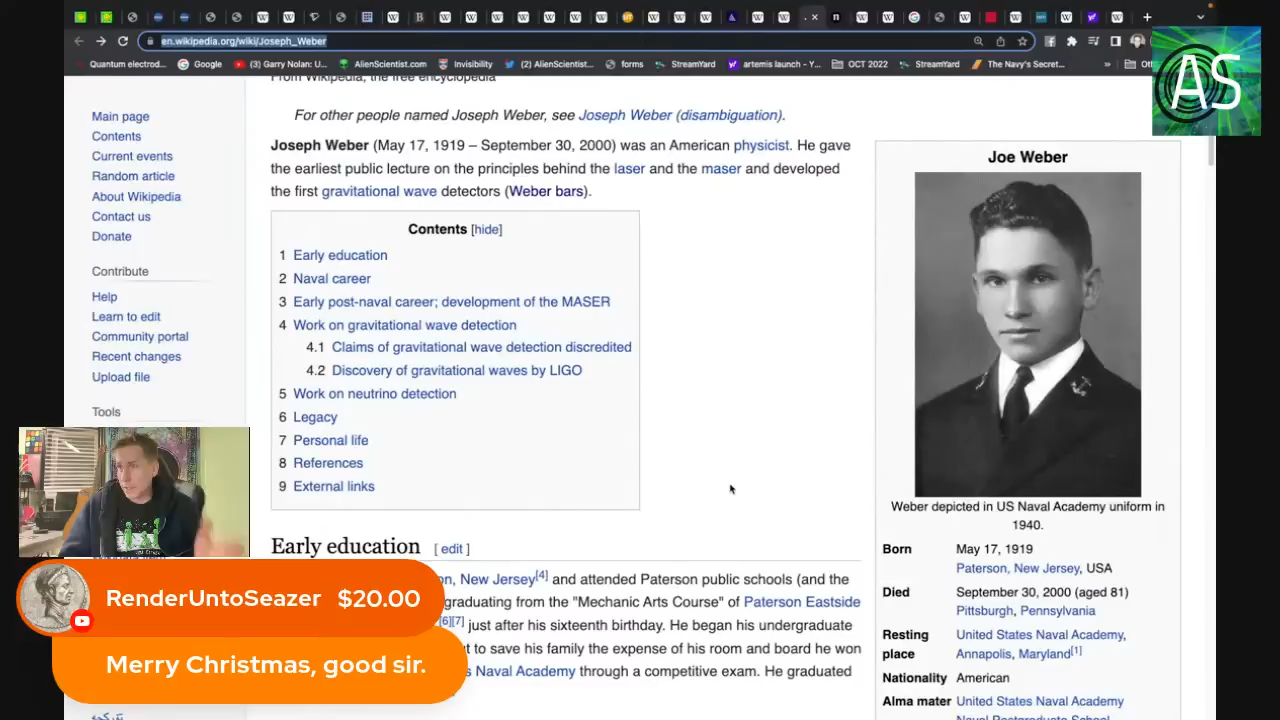 en.wikipedia.org/wiki/Joseph_Weber
Quantum electrod...
Google
(3) Garry Nolan: U...
AlienScientist.com
Invisibility
(2) AlienScientist...
forms
StreamYard
artemis launch - Y...
OCT 2022
StreamYard
The Navy's Secret...
»
AS
From Wikipedia, the free encyclopedia
For other people named Joseph Weber, see Joseph Weber (disambiguation).
Joseph Weber (May 17, 1919 – September 30, 2000) was an American physicist. He gave
the earliest public lecture on the principles behind the laser and the maser and developed
the first gravitational wave detectors (Weber bars).
Main page
Contents
Current events
Random article
About Wikipedia
Contact us
Donate
Contribute
Help
Learn to edit
Community portal
Recent changes
Upload file
Tools
Contents [hide]
1 Early education
2 Naval career
3 Early post-naval career; development of the MASER
4 Work on gravitational wave detection
4.1 Claims of gravitational wave detection discredited
4.2 Discovery of gravitational waves by LIGO
5 Work on neutrino detection
6 Legacy
7 Personal life
8 References
9 External links
Early education [ edit ]
on, New Jersey[4] and attended Paterson public schools (and the
graduating from the "Mechanic Arts Course" of Paterson Eastside
[6][7] just after his sixteenth birthday. He began his undergraduate
t to save his family the expense of his room and board he won
s Naval Academy through a competitive exam. He graduated
Joe Weber
Weber depicted in US Naval Academy uniform in
1940.
Born May 17, 1919
Paterson, New Jersey, USA
Died September 30, 2000 (aged 81)
Pittsburgh, Pennsylvania
Resting United States Naval Academy,
place Annapolis, Maryland[1]
Nationality American
Alma mater United States Naval Academy
Naval Postgraduate School
RenderUntoSeazer $20.00
Merry Christmas, good sir.